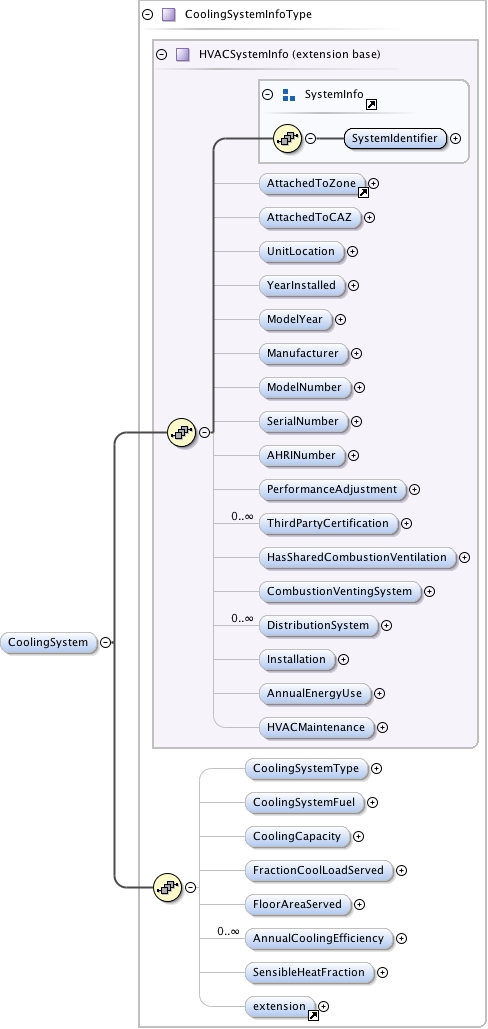 CoolingSystemInfoType
HVACSystemInfo (extension base)
SystemInfo
SystemIdentifier
AttachedToZone
AttachedToCAZ
UnitLocation
YearInstalled
ModelYear
Manufacturer
ModelNumber
SerialNumber
AHRINumber
PerformanceAdjustment
0..∞
ThirdPartyCertification
HasSharedCombustionVentilation
CombustionVentingSystem
0..∞
DistributionSystem
CoolingSystem
Installation
AnnualEnergyUse
HVACMaintenance
CoolingSystemType
CoolingSystemFuel
CoolingCapacity
FractionCoolLoadServed
FloorAreaServed
0..∞
AnnualCoolingEfficiency
SensibleHeatFraction
extension